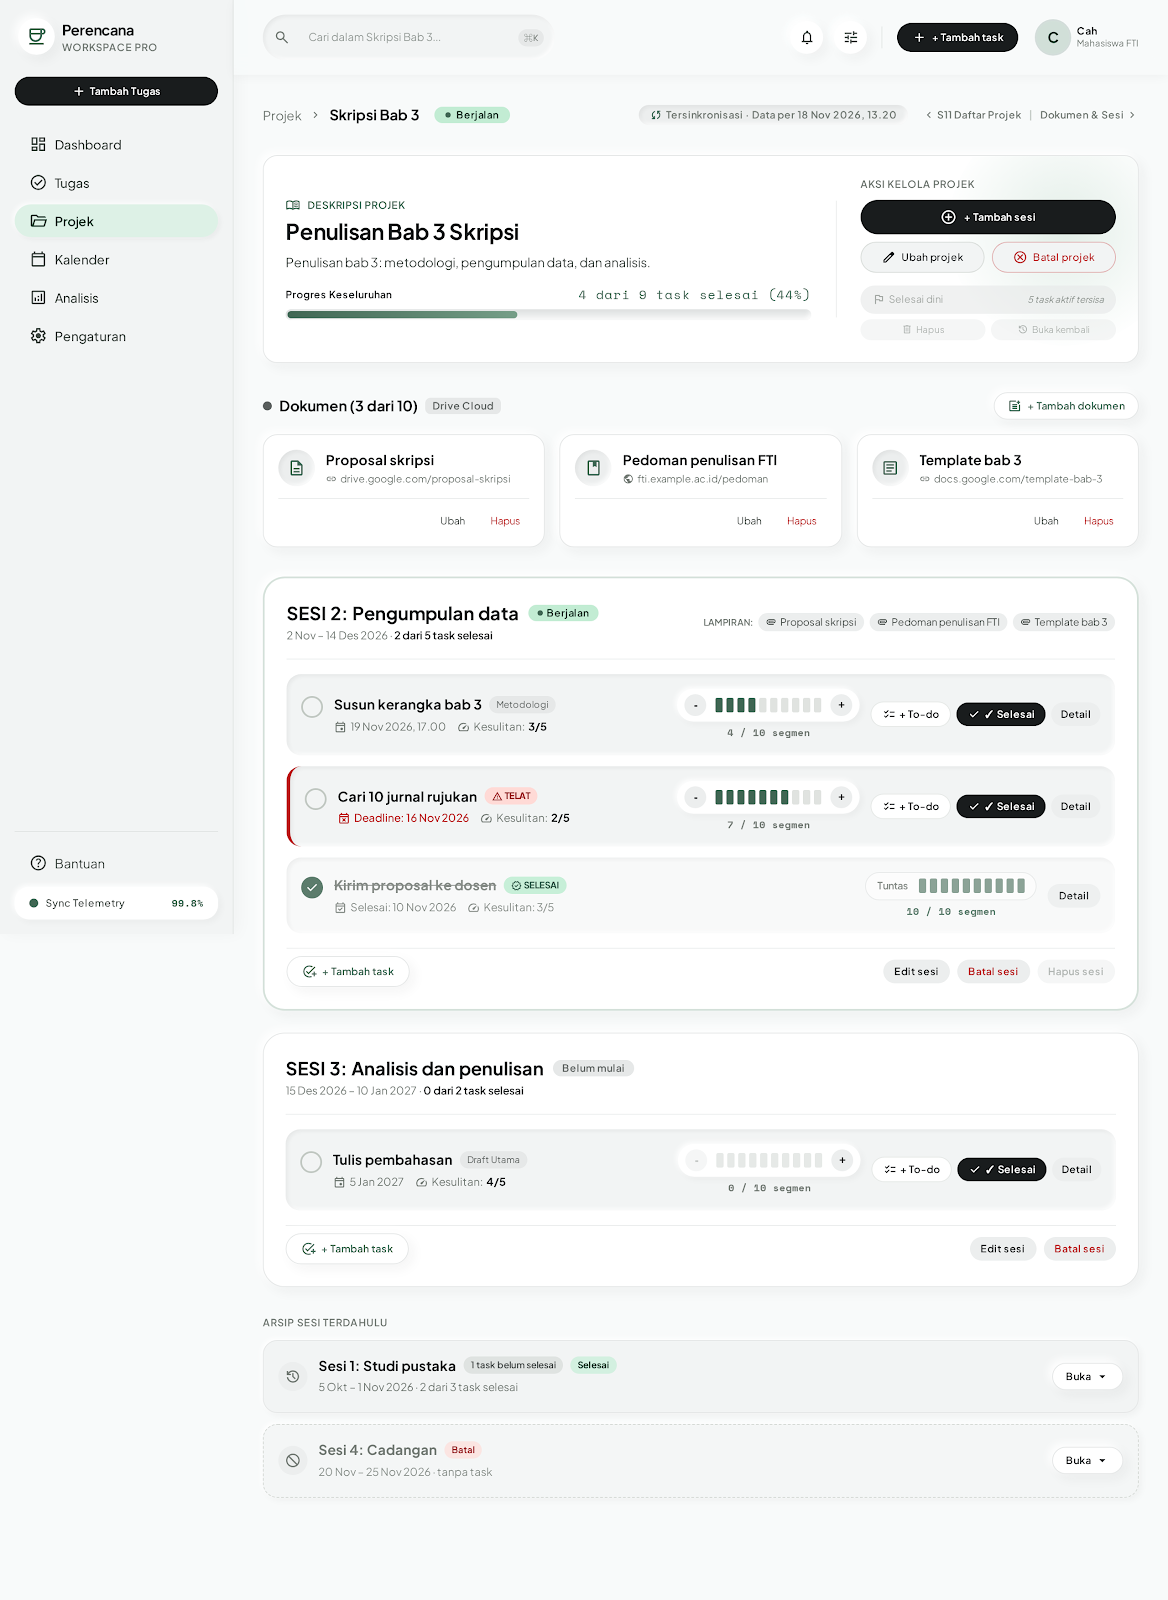 Perencana
WORKSPACE PRO
+ Tambah Tugas
Dashboard
Tugas
Projek
Kalender
Analisis
Pengaturan
Bantuan
Sync Telemetry 99.8%
Cari dalam Skripsi Bab 3... ⌘K
+ + Tambah task
C
Cah
Mahasiswa FTI
Projek > Skripsi Bab 3 • Berjalan
Tersinkronisasi · Data per 18 Nov 2026, 13.20
< S11 Daftar Projek | Dokumen & Sesi >
DESKRIPSI PROJEK
Penulisan Bab 3 Skripsi
Penulisan bab 3: metodologi, pengumpulan data, dan analisis.
Progres Keseluruhan 4 dari 9 task selesai (44%)
AKSI KELOLA PROJEK
+ Tambah sesi
Ubah projek Batal projek
Selesai dini 5 task aktif tersisa
Hapus Buka kembali
Dokumen (3 dari 10) Drive Cloud
+ Tambah dokumen
Proposal skripsi
drive.google.com/proposal-skripsi
Ubah Hapus
Pedoman penulisan FTI
fti.example.ac.id/pedoman
Ubah Hapus
Template bab 3
docs.google.com/template-bab-3
Ubah Hapus
SESI 2: Pengumpulan data • Berjalan
2 Nov – 14 Des 2026 · 2 dari 5 task selesai
LAMPIRAN: Proposal skripsi Pedoman penulisan FTI Template bab 3
Susun kerangka bab 3 Metodologi
19 Nov 2026, 17.00 Kesulitan: 3/5
- +
4 / 10 segmen
+ To-do ✓ ✓ Selesai Detail
Cari 10 jurnal rujukan TELAT
Deadline: 16 Nov 2026 Kesulitan: 2/5
- +
7 / 10 segmen
+ To-do ✓ ✓ Selesai Detail
Kirim proposal ke dosen SELESAI
Selesai: 10 Nov 2026 Kesulitan: 3/5
Tuntas
10 / 10 segmen
Detail
+ Tambah task
Edit sesi Batal sesi Hapus sesi
SESI 3: Analisis dan penulisan Belum mulai
15 Des 2026 – 10 Jan 2027 · 0 dari 2 task selesai
Tulis pembahasan Draft Utama
5 Jan 2027 Kesulitan: 4/5
- +
0 / 10 segmen
+ To-do ✓ ✓ Selesai Detail
+ Tambah task
Edit sesi Batal sesi
ARSIP SESI TERDAHULU
Sesi 1: Studi pustaka 1 task belum selesai Selesai
5 Okt – 1 Nov 2026 · 2 dari 3 task selesai
Buka
Sesi 4: Cadangan Batal
20 Nov – 25 Nov 2026 · tanpa task
Buka